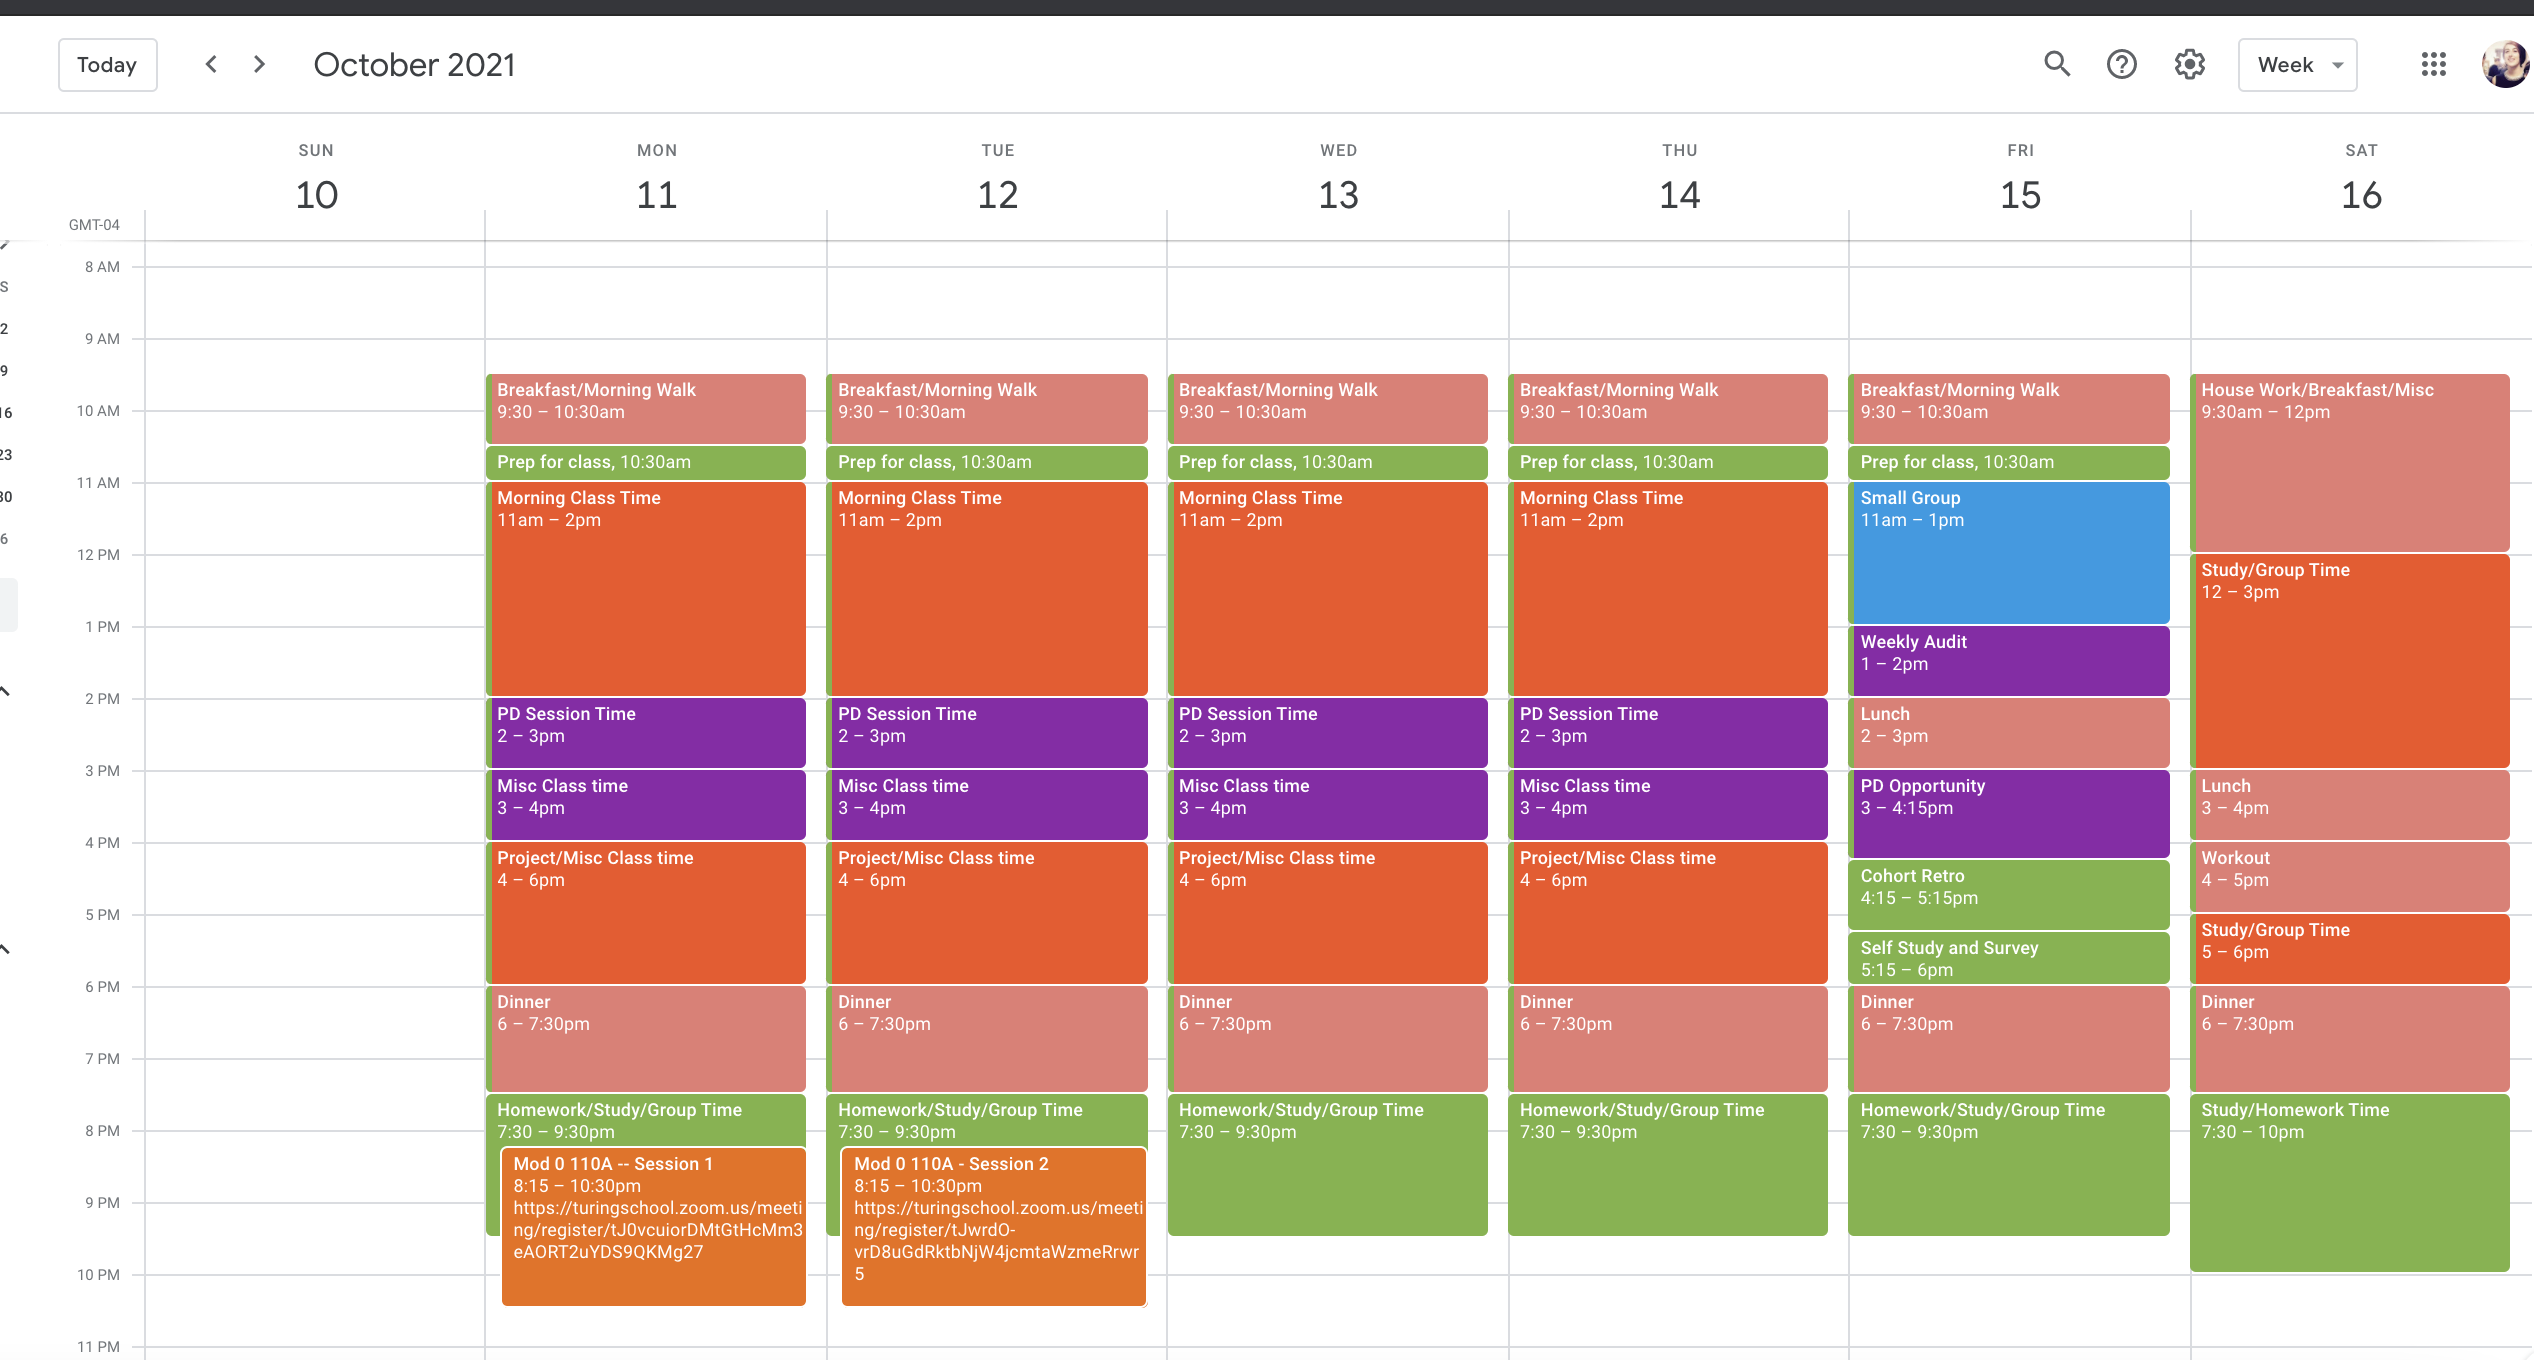 Today
October 2021
Week
SUN
10
MON
11
TUE
12
WED
13
THU
14
FRI
15
SAT
16
GMT-04
S
2
9
16
23
30
6
8 AM
9 AM
10 AM
11 AM
12 PM
1 PM
2 PM
3 PM
4 PM
5 PM
6 PM
7 PM
8 PM
9 PM
10 PM
11 PM
Breakfast/Morning Walk
9:30 – 10:30am
Prep for class, 10:30am
Morning Class Time
11am – 2pm
PD Session Time
2 – 3pm
Misc Class time
3 – 4pm
Project/Misc Class time
4 – 6pm
Dinner
6 – 7:30pm
Homework/Study/Group Time
7:30 – 9:30pm
Mod 0 110A -- Session 1
8:15 – 10:30pm
https://turingschool.zoom.us/meeti
ng/register/tJ0vcuiorDMtGtHcMm3
eAORT2uYDS9QKMg27
Breakfast/Morning Walk
9:30 – 10:30am
Prep for class, 10:30am
Morning Class Time
11am – 2pm
PD Session Time
2 – 3pm
Misc Class time
3 – 4pm
Project/Misc Class time
4 – 6pm
Dinner
6 – 7:30pm
Homework/Study/Group Time
7:30 – 9:30pm
Mod 0 110A - Session 2
8:15 – 10:30pm
https://turingschool.zoom.us/meeti
ng/register/tJwrdO-
vrD8uGdRktbNjW4jcmtaWzmeRrwr
5
Breakfast/Morning Walk
9:30 – 10:30am
Prep for class, 10:30am
Morning Class Time
11am – 2pm
PD Session Time
2 – 3pm
Misc Class time
3 – 4pm
Project/Misc Class time
4 – 6pm
Dinner
6 – 7:30pm
Homework/Study/Group Time
7:30 – 9:30pm
Breakfast/Morning Walk
9:30 – 10:30am
Prep for class, 10:30am
Morning Class Time
11am – 2pm
PD Session Time
2 – 3pm
Misc Class time
3 – 4pm
Project/Misc Class time
4 – 6pm
Dinner
6 – 7:30pm
Homework/Study/Group Time
7:30 – 9:30pm
Breakfast/Morning Walk
9:30 – 10:30am
Prep for class, 10:30am
Small Group
11am – 1pm
Weekly Audit
1 – 2pm
Lunch
2 – 3pm
PD Opportunity
3 – 4:15pm
Cohort Retro
4:15 – 5:15pm
Self Study and Survey
5:15 – 6pm
Dinner
6 – 7:30pm
Homework/Study/Group Time
7:30 – 9:30pm
House Work/Breakfast/Misc
9:30am – 12pm
Study/Group Time
12 – 3pm
Lunch
3 – 4pm
Workout
4 – 5pm
Study/Group Time
5 – 6pm
Dinner
6 – 7:30pm
Study/Homework Time
7:30 – 10pm